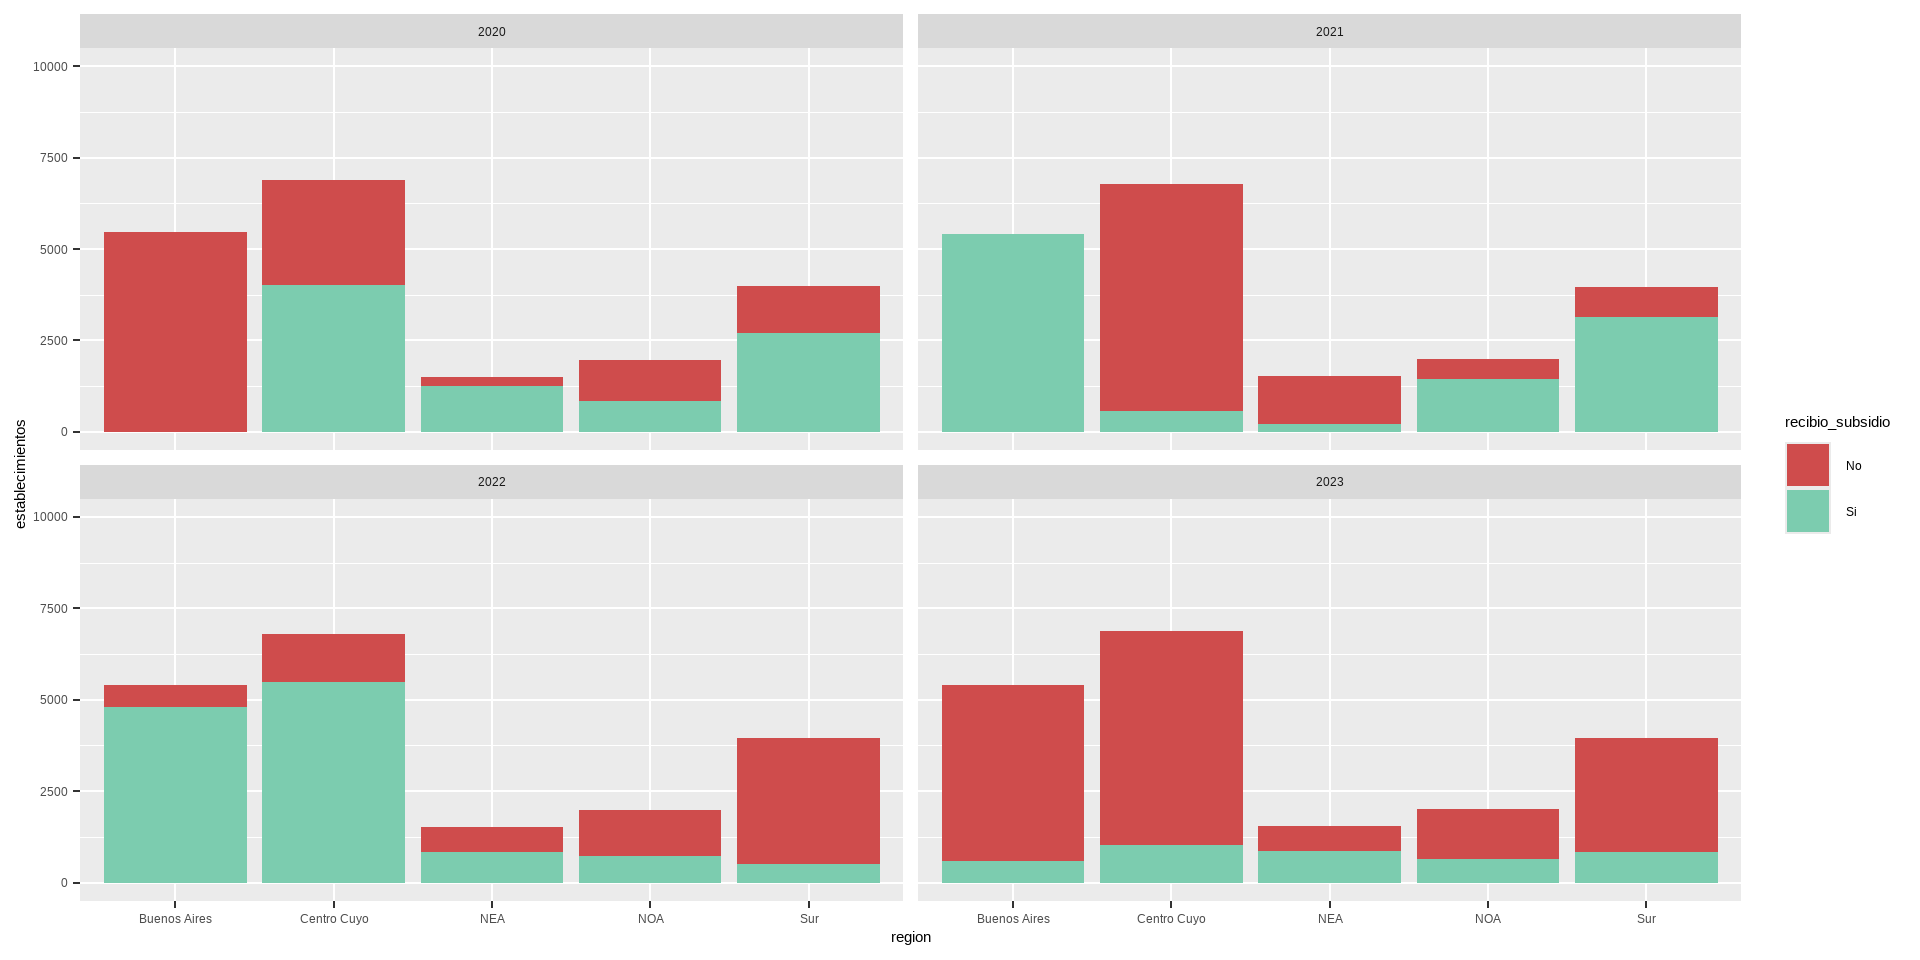 2020
2021
10000
7500
5000
2500
0
2022
2023
10000
7500
5000
2500
0
Buenos Aires
Centro Cuyo
NEA
NOA
Sur
Buenos Aires
Centro Cuyo
NEA
NOA
Sur
region
establecimientos
recibio_subsidio
No
Si